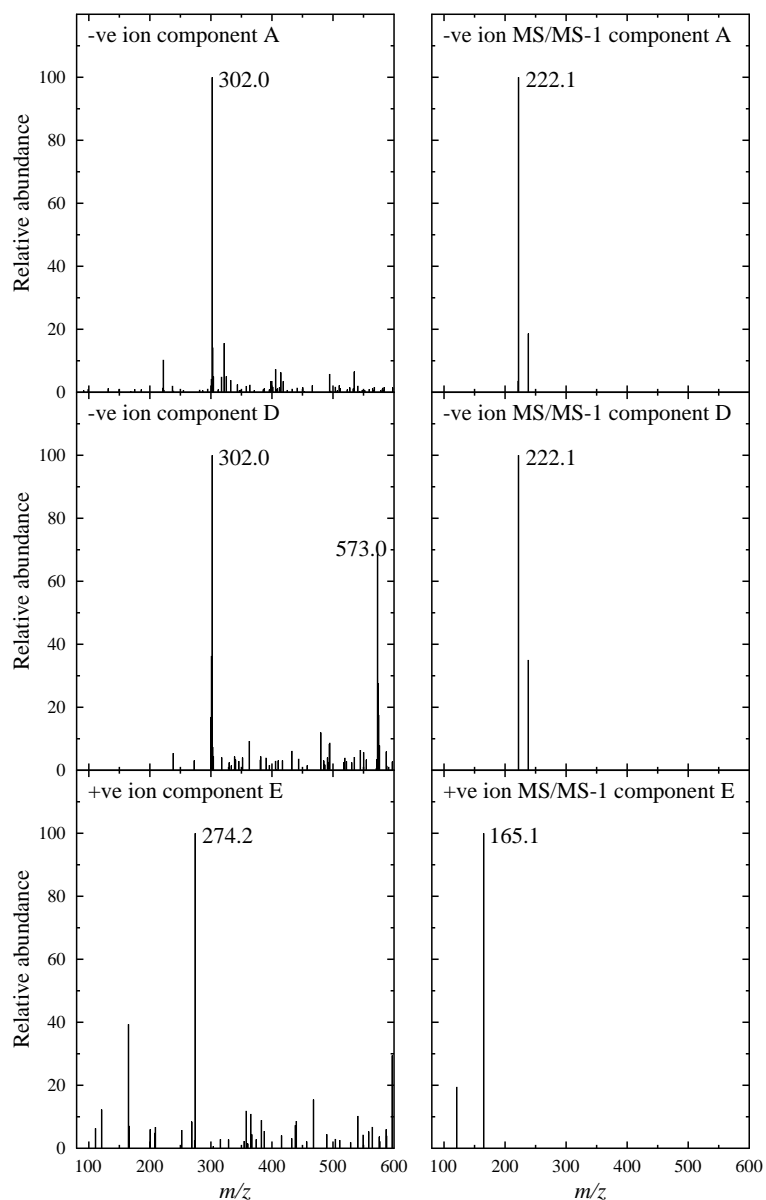 -ve ion component A
-ve ion MS/MS-1 component A
302.0
222.1
100
80
60
40
20
0
Relative abundance
-ve ion component D
-ve ion MS/MS-1 component D
302.0
573.0
222.1
100
80
60
40
20
0
Relative abundance
+ve ion component E
+ve ion MS/MS-1 component E
274.2
165.1
100
80
60
40
20
0
Relative abundance
100 200 300 400 500 600
100 200 300 400 500 600
m/z
m/z